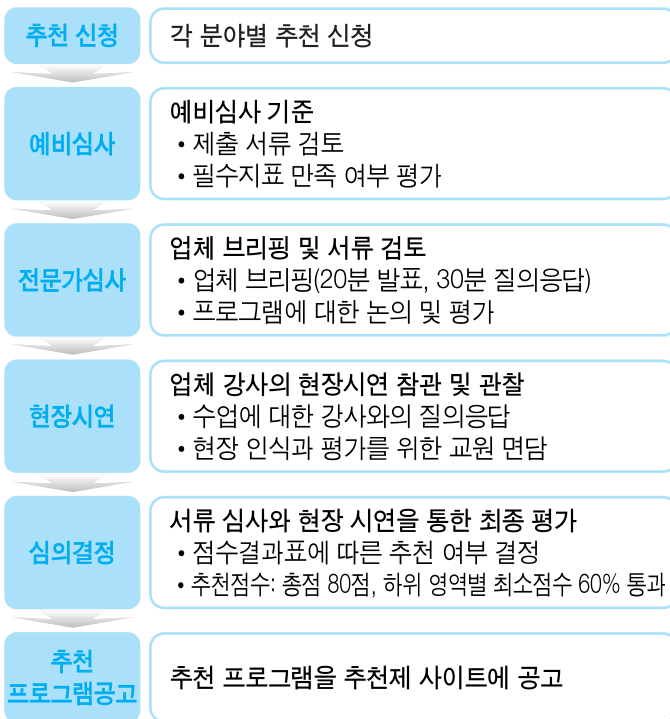 추천 신청
각 분야별 추천 신청
예비심사
예비심사 기준
• 제출 서류 검토
• 필수지표 만족 여부 평가
전문가심사
업체 브리핑 및 서류 검토
• 업체 브리핑(20분 발표, 30분 질의응답)
• 프로그램에 대한 논의 및 평가
현장시연
업체 강사의 현장시연 참관 및 관찰
• 수업에 대한 강사와의 질의응답
• 현장 인식과 평가를 위한 교원 면담
심의결정
서류 심사와 현장 시연을 통한 최종 평가
• 점수결과표에 따른 추천 여부 결정
• 추천점수: 총점 80점, 하위 영역별 최소점수 60% 통과
추천
프로그램공고
추천 프로그램을 추천제 사이트에 공고